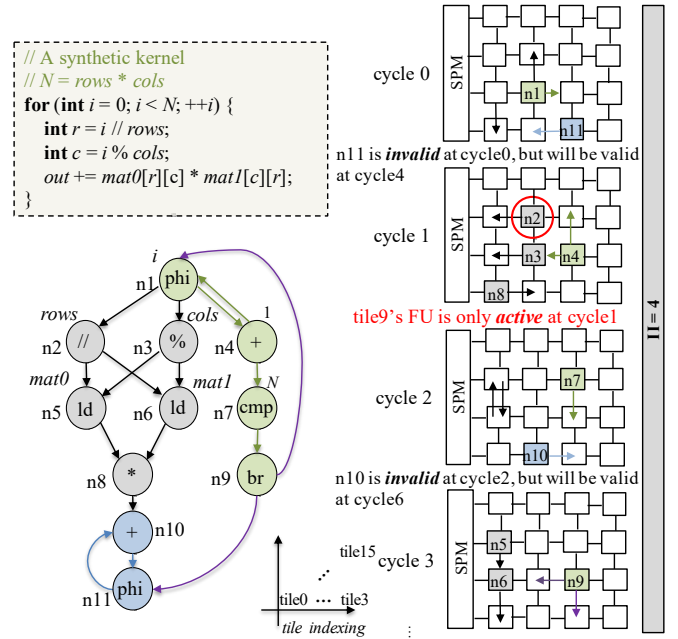 // A synthetic kernel
// N = rows * cols
for (int i = 0; i < N; ++i) {
int r = i // rows;
int c = i % cols;
out += mat0[r][c] * mat1[c][r];
}
i
n1
phi
rows
cols
1
n2
//
n3
%
n4
+
mat0
mat1
N
n5
ld
n6
ld
n7
cmp
n8
*
n9
br
+
n10
phi
n11
tile15
tile0
...
tile3
tile indexing
cycle 0
SPM
n1
n11
n11 is invalid at cycle0, but will be valid
at cycle4
cycle 1
SPM
n2
n3
n4
n8
tile9's FU is only active at cycle1
cycle 2
SPM
n7
n10
n10 is invalid at cycle2, but will be valid
at cycle6
cycle 3
SPM
n5
n6
n9
II = 4